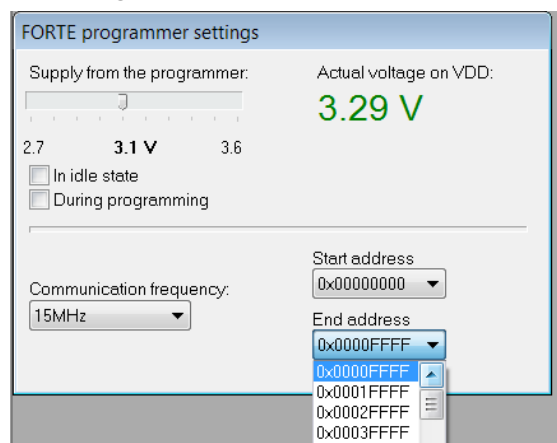 FORTE programmer settings
Supply from the programmer:
2.7 3.1 V 3.6
In idle state
During programming
Actual voltage on VDD:
3.29 V
Communication frequency:
15MHz
Start address
0x00000000
End address
0x0000FFFF
0x0000FFFF
0x0001FFFF
0x0002FFFF
0x0003FFFF